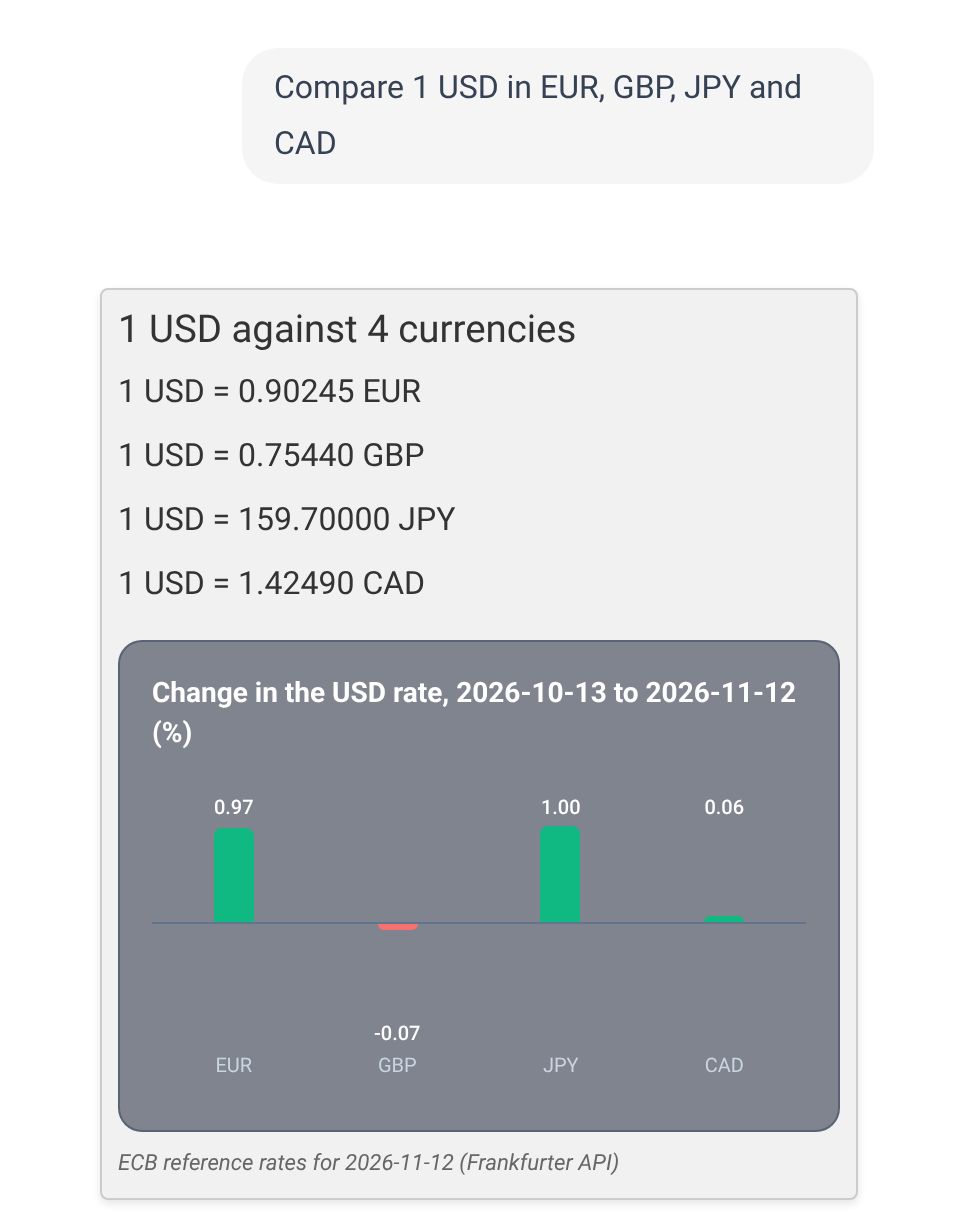 Compare 1 USD in EUR, GBP, JPY and
CAD
1 USD against 4 currencies
1 USD = 0.90245 EUR
1 USD = 0.75440 GBP
1 USD = 159.70000 JPY
1 USD = 1.42490 CAD
Change in the USD rate, 2026-10-13 to 2026-11-12
(%)
0.97
1.00
0.06
-0.07
EUR
GBP
JPY
CAD
ECB reference rates for 2026-11-12 (Frankfurter API)